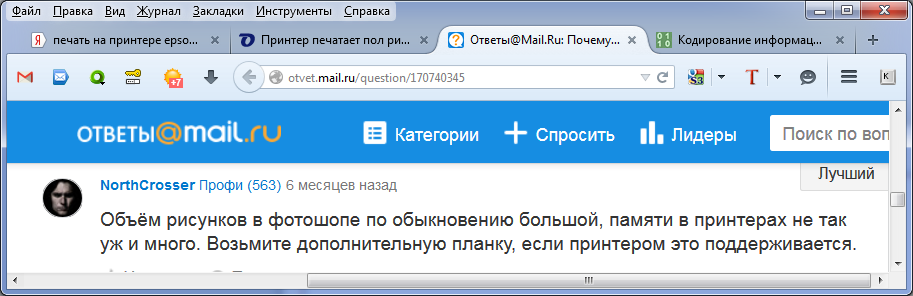 Файл Правка Вид Журнал Закладки Инструменты Справка
печать на принтере epso... Принтер печатает пол ри... Ответы@Mail.Ru: Почему... Кодирование информац...
+7 otvet.mail.ru/question/170740345 S3 T K
ответы@mail.ru Категории Спросить Лидеры Поиск по воп
Лучший
NorthCrosser Профи (563) 6 месяцев назад
Объём рисунков в фотошопе по обыкновению большой, памяти в принтерах не так
уж и много. Возьмите дополнительную планку, если принтером это поддерживается.